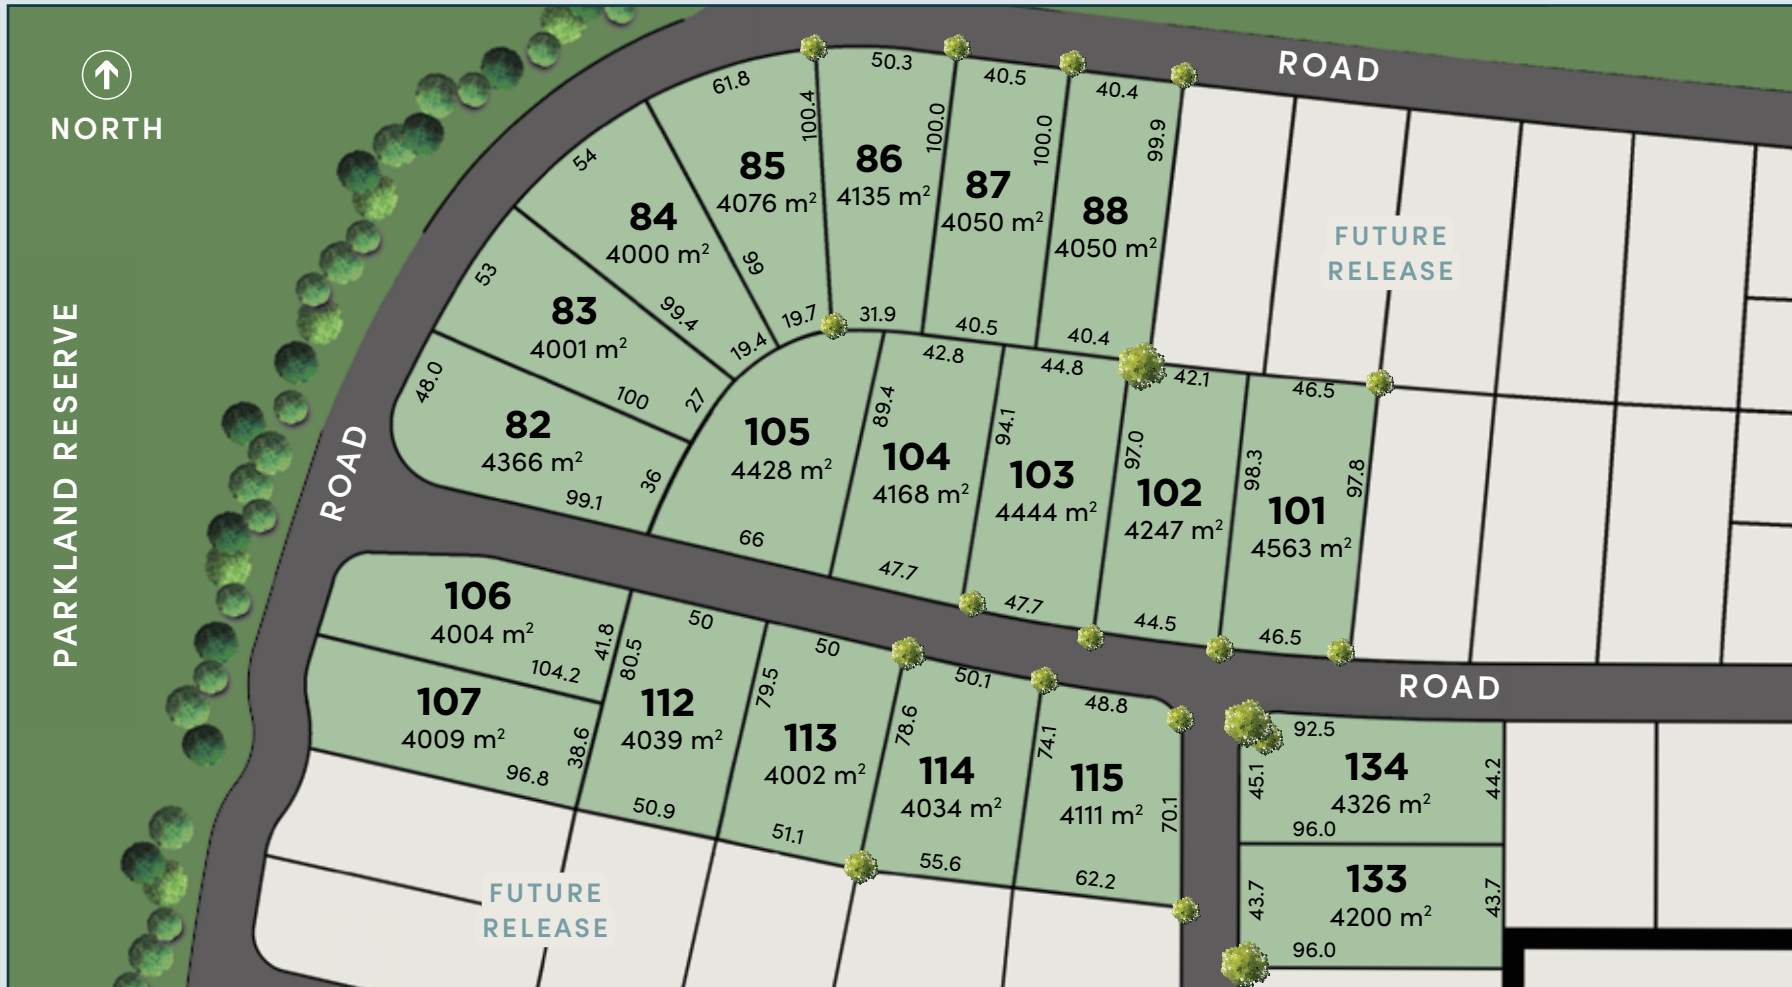 NORTH
PARKLAND RESERVE
ROAD
ROAD
ROAD
FUTURE
RELEASE
FUTURE
RELEASE
61.8
100.4
85
4076 m²
99
19.7
50.3
86
4135 m²
100.0
31.9
40.5
87
4050 m²
100.0
40.5
40.4
88
4050 m²
99.9
40.4
54
84
4000 m²
99.4
19.4
53
83
4001 m²
100
27
48.0
82
4366 m²
99.1
36
105
4428 m²
66
42.8
89.4
104
4168 m²
47.7
44.8
94.1
103
4444 m²
47.7
42.1
97.0
102
4247 m²
44.5
46.5
98.3
97.8
101
4563 m²
46.5
106
4004 m²
41.8
104.2
107
4009 m²
38.6
96.8
50
80.5
112
4039 m²
50.9
50
79.5
113
4002 m²
51.1
50.1
78.6
114
4034 m²
55.6
48.8
74.1
115
4111 m²
70.1
62.2
92.5
45.1
134
4326 m²
44.2
96.0
43.7
133
4200 m²
43.7
96.0